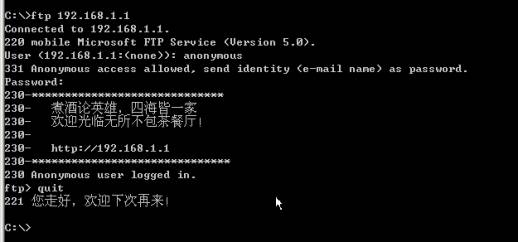 C:\>ftp 192.168.1.1
Connected to 192.168.1.1.
220 mobile Microsoft FTP Service (Version 5.0).
User (192.168.1.1:(none)): anonymous
331 Anonymous access allowed, send identity (e-mail name) as password.
Password:
230-*****************************
230-   煮酒论英雄，四海皆一家
230-   欢迎光临无所不包茶餐厅!
230-
230-   http://192.168.1.1
230-******************************
230 Anonymous user logged in.
ftp> quit
221 您走好，欢迎下次再来!
C:\>